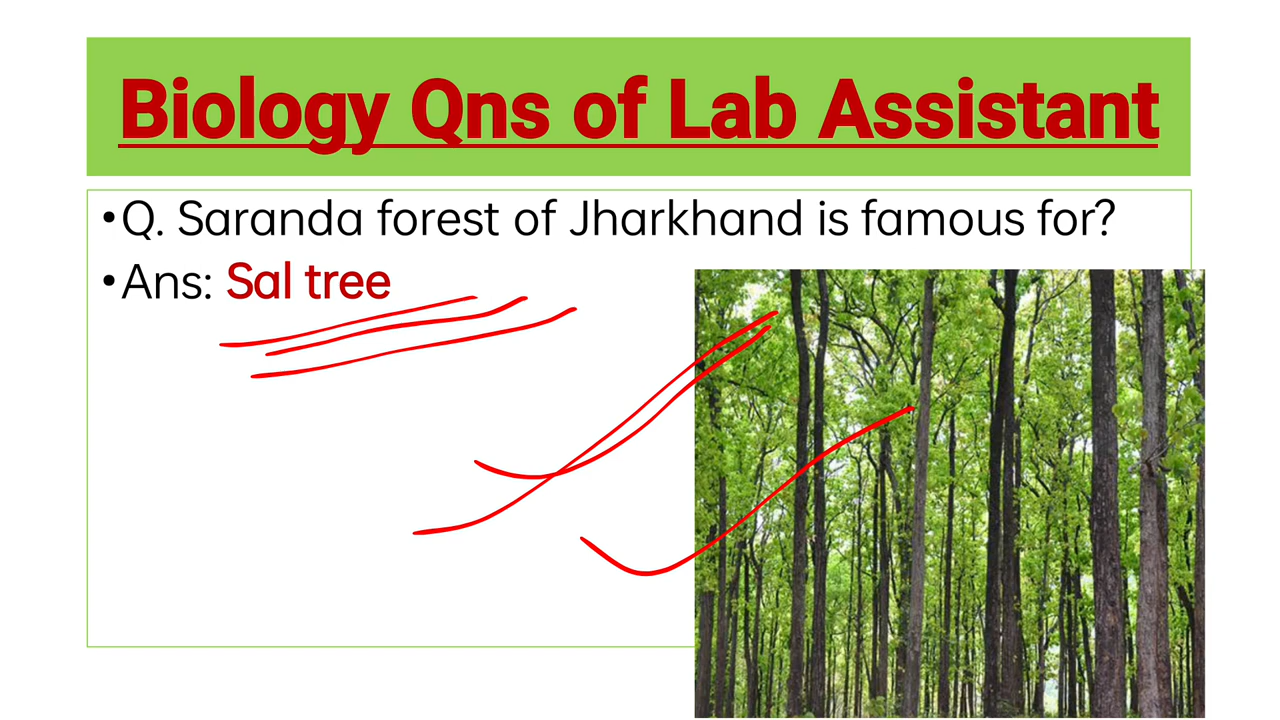 Biology Qns of Lab Assistant
•Q. Saranda forest of Jharkhand is famous for?
•Ans: Sal tree